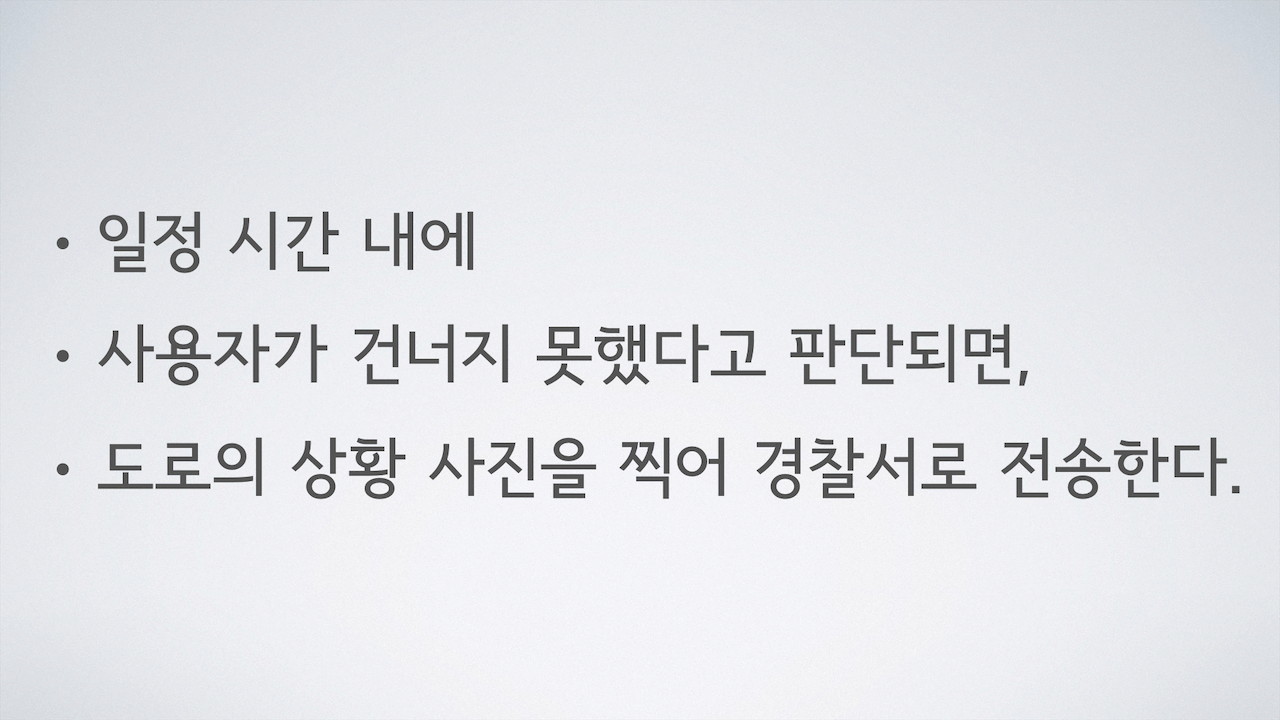 • 일정 시간 내에
• 사용자가 건너지 못했다고 판단되면,
• 도로의 상황 사진을 찍어 경찰서로 전송한다.